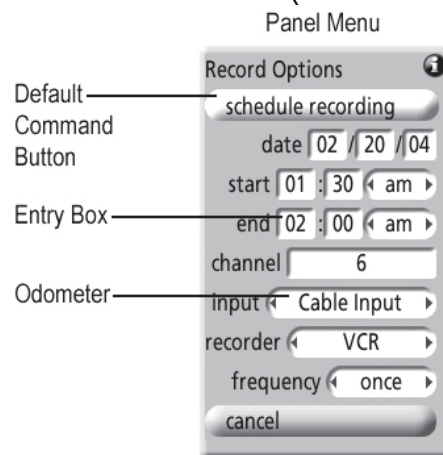 Panel Menu
Record Options i
Default
Command
Button
schedule recording
date 02 / 20 / 04
start 01 : 30 am
Entry Box
end 02 : 00 am
channel 6
Odometer
input Cable Input
recorder VCR
frequency once
cancel